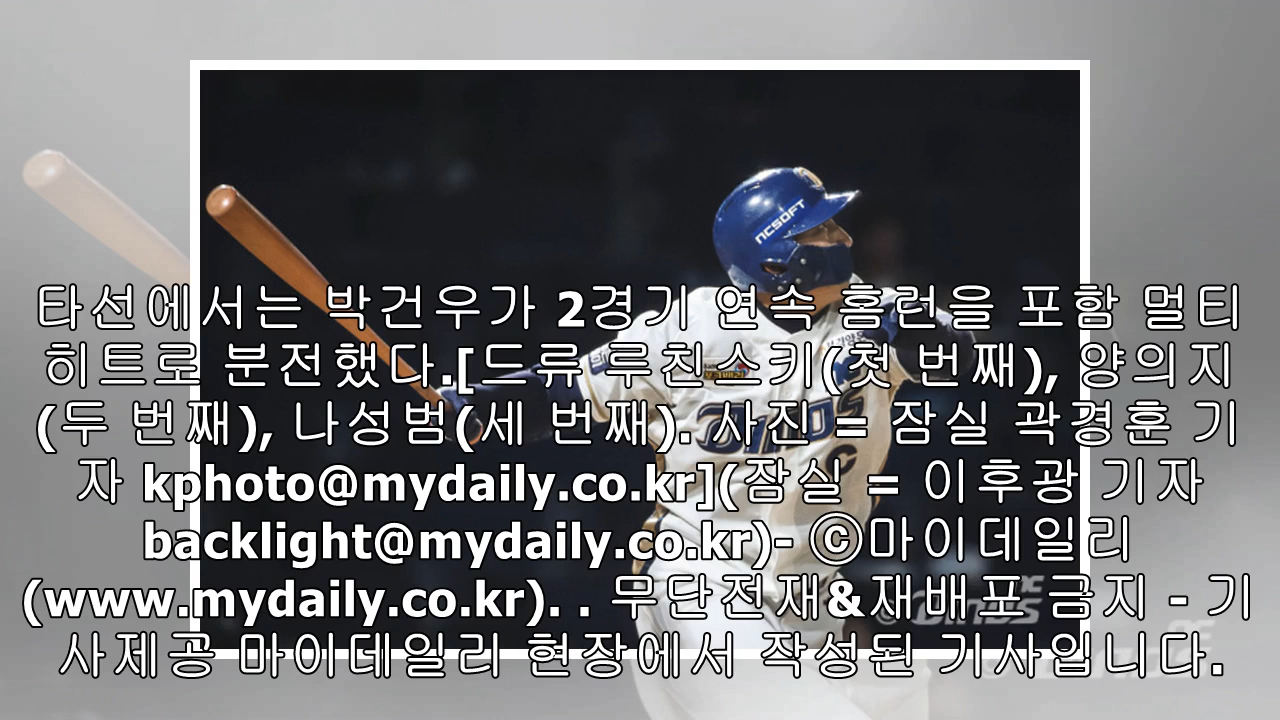 NCSOFT
타선에서는 박건우가 2경기 연속 홈런을 포함 멀티
히트로 분전했다.[드류 루친스키(첫 번째), 양의지
(두 번째), 나성범(세 번째). 사진 = 잠실 곽경훈 기
자 kphoto@mydaily.co.kr](잠실 = 이후광 기자
backlight@mydaily.co.kr)- ⓒ마이데일리
(www.mydaily.co.kr). . 무단전재&재배포 금지 - 기
사제공 마이데일리 현장에서 작성된 기사입니다.